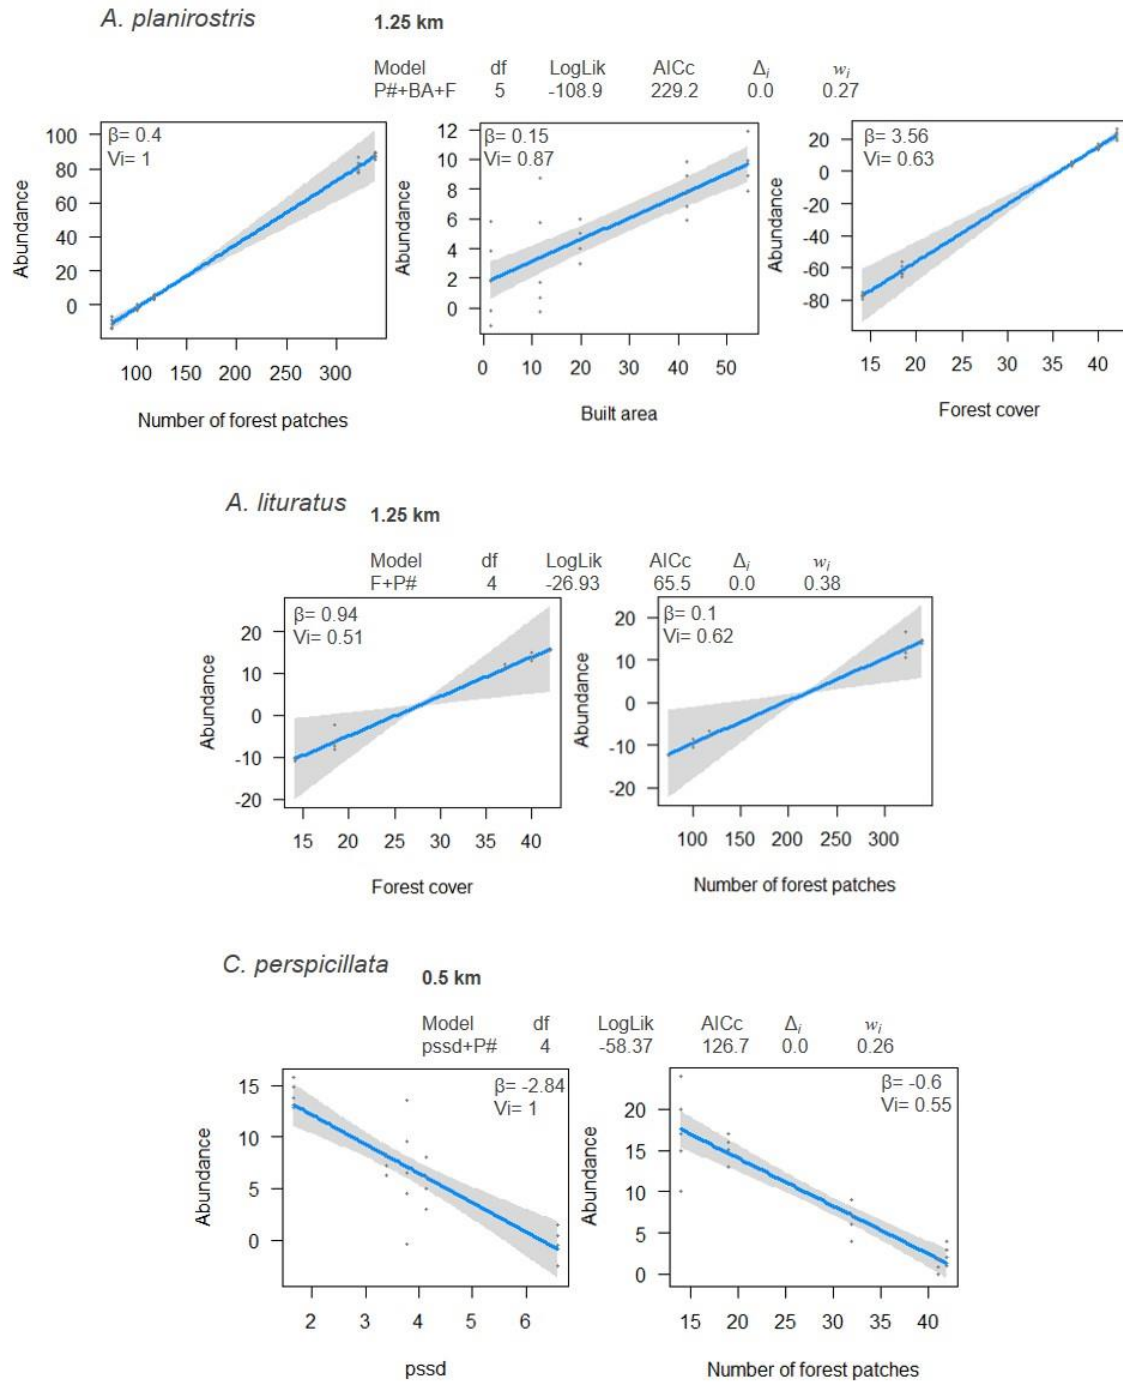 A. planirostris
1.25 km
Model df LogLik AICc Δi wi
P#+BA+F 5 -108.9 229.2 0.0 0.27
β= 0.4
Vi= 1
100
80
60
40
20
0
Abundance
100 150 200 250 300
Number of forest patches
β= 0.15
Vi= 0.87
12
10
8
6
4
2
0
Abundance
0 10 20 30 40 50
Built area
β= 3.56
Vi= 0.63
20
0
-20
-40
-60
-80
Abundance
15 20 25 30 35 40
Forest cover
A. lituratus
1.25 km
Model df LogLik AICc Δi wi
F+P# 4 -26.93 65.5 0.0 0.38
β= 0.94
Vi= 0.51
20
10
0
-10
-20
Abundance
15 20 25 30 35 40
Forest cover
β= 0.1
Vi= 0.62
20
10
0
-10
-20
Abundance
100 150 200 250 300
Number of forest patches
C. perspicillata
0.5 km
Model df LogLik AICc Δi wi
pssd+P# 4 -58.37 126.7 0.0 0.26
β= -2.84
Vi= 1
15
10
5
0
Abundance
2 3 4 5 6
pssd
β= -0.6
Vi= 0.55
20
15
10
5
0
Abundance
15 20 25 30 35 40
Number of forest patches